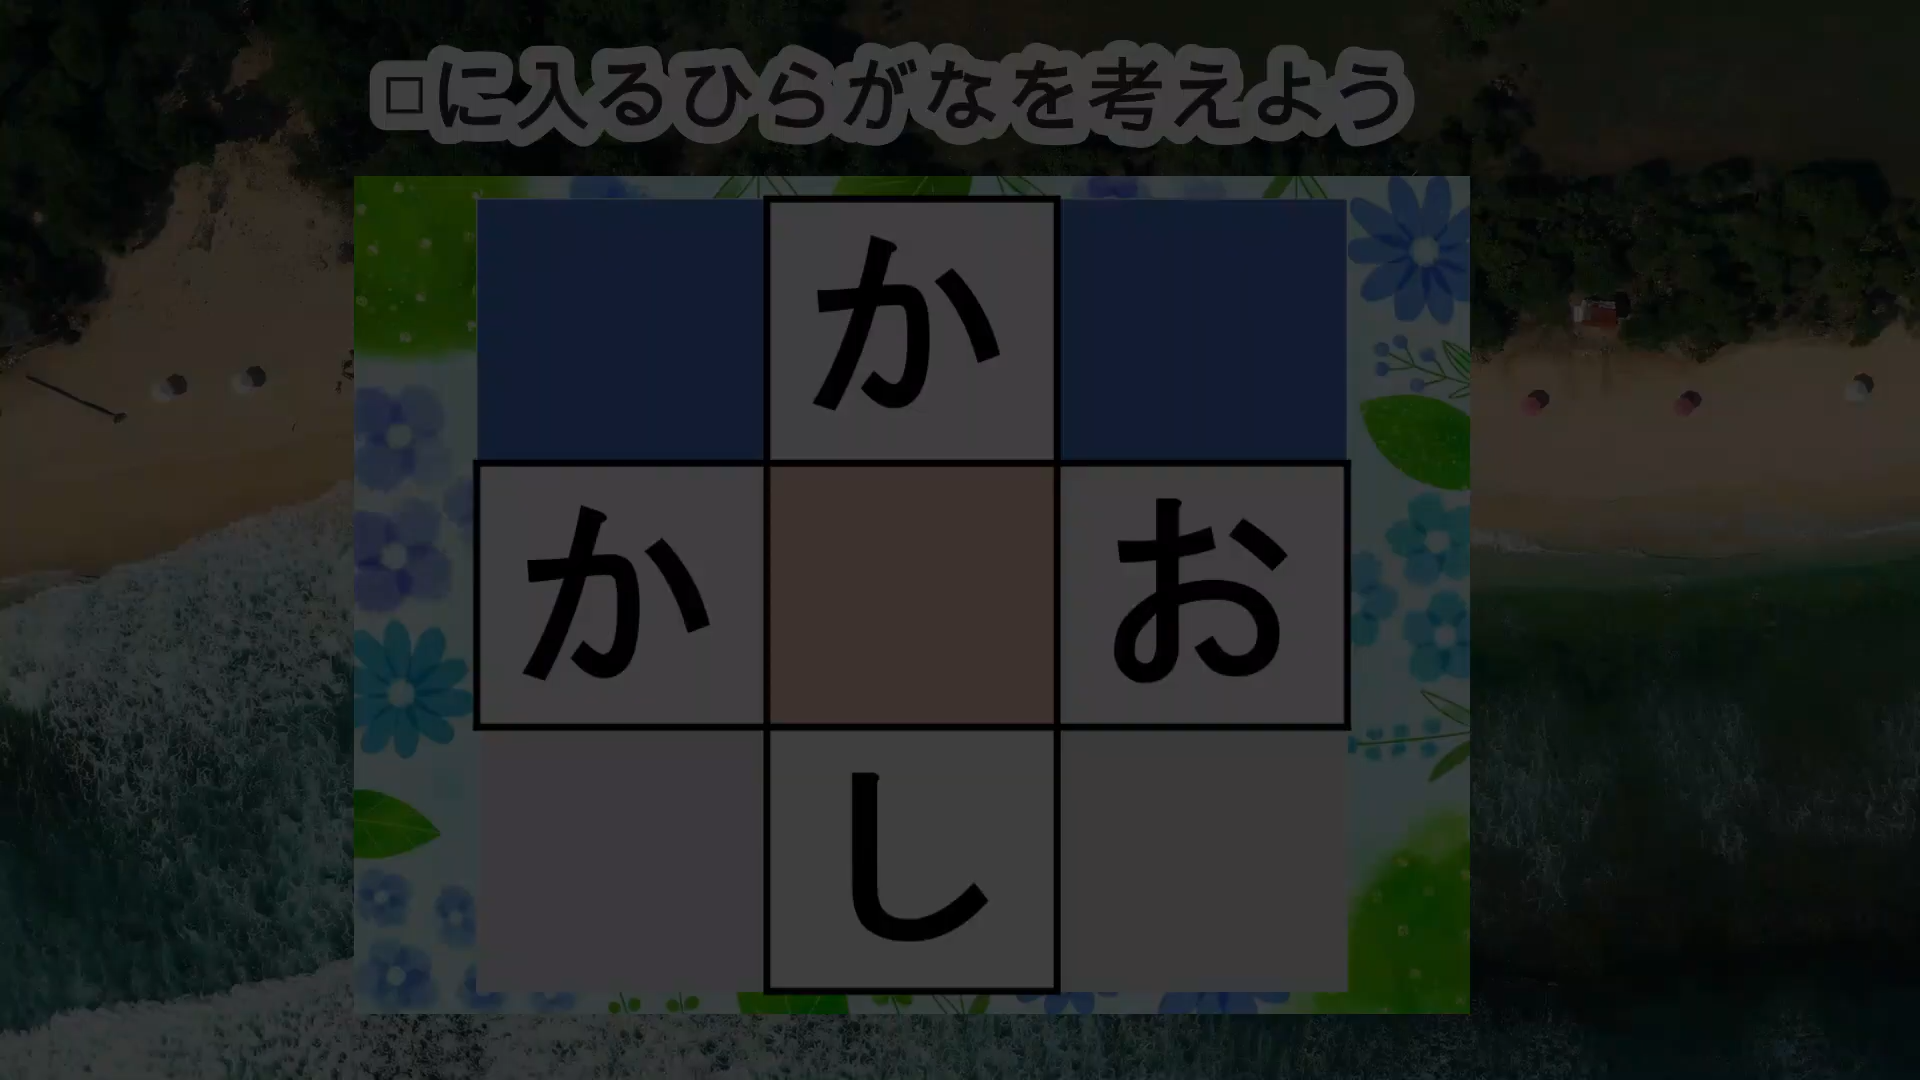 □に入るひらがなを考えよう
か
か お
し